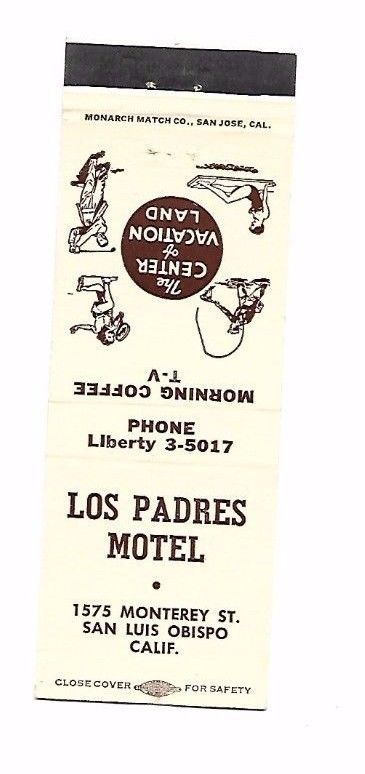 MONARCH MATCH CO., SAN JOSE, CAL.
The
CENTER
of
VACATION
LAND
MORNING COFFEE
T-V
PHONE
LIberty 3-5017
LOS PADRES
MOTEL
•
1575 MONTEREY ST.
SAN LUIS OBISPO
CALIF.
CLOSE COVER FOR SAFETY